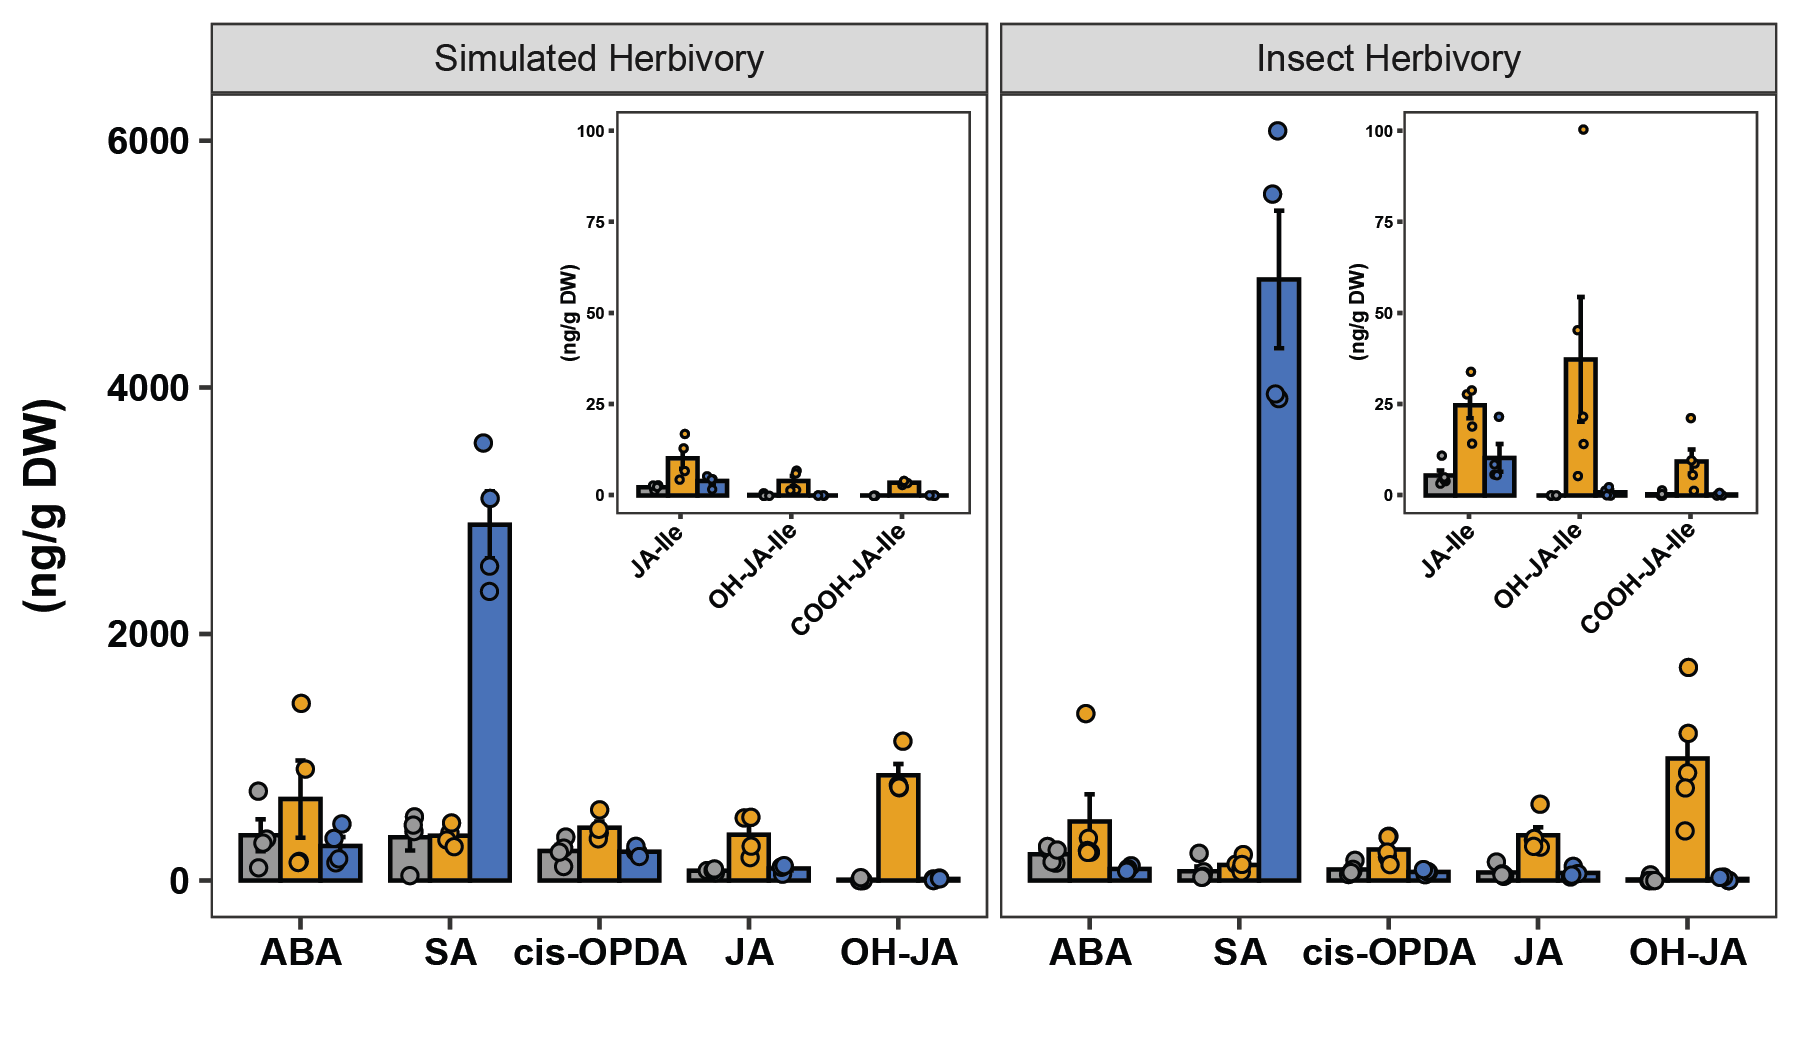 Simulated Herbivory
Insect Herbivory
(ng/g DW)
6000
4000
2000
0
(ng/g DW)
100
75
50
25
0
JA-Ile
OH-JA-Ile
COOH-JA-Ile
(ng/g DW)
100
75
50
25
0
JA-Ile
OH-JA-Ile
COOH-JA-Ile
ABA SA cis-OPDA JA OH-JA
ABA SA cis-OPDA JA OH-JA